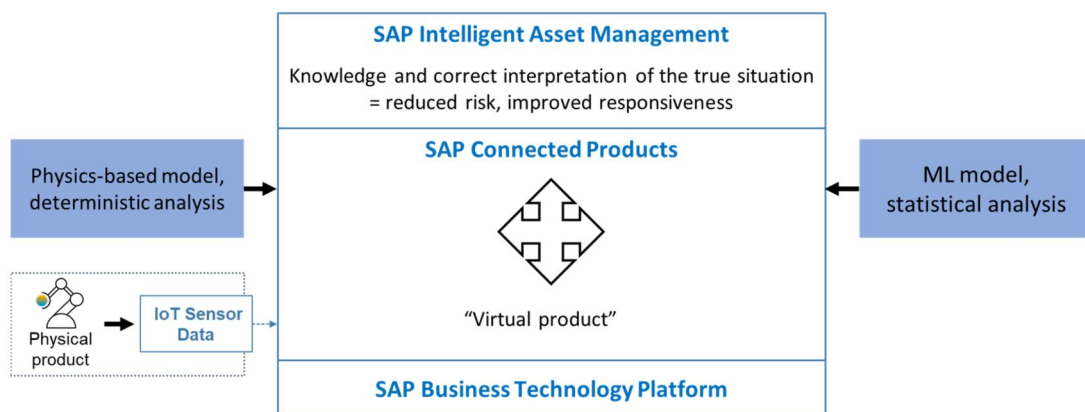 SAP Intelligent Asset Management
Knowledge and correct interpretation of the true situation
= reduced risk, improved responsiveness
SAP Connected Products
Physics-based model,
deterministic analysis
ML model,
statistical analysis
Physical
product
IoT Sensor
Data
“Virtual product”
SAP Business Technology Platform